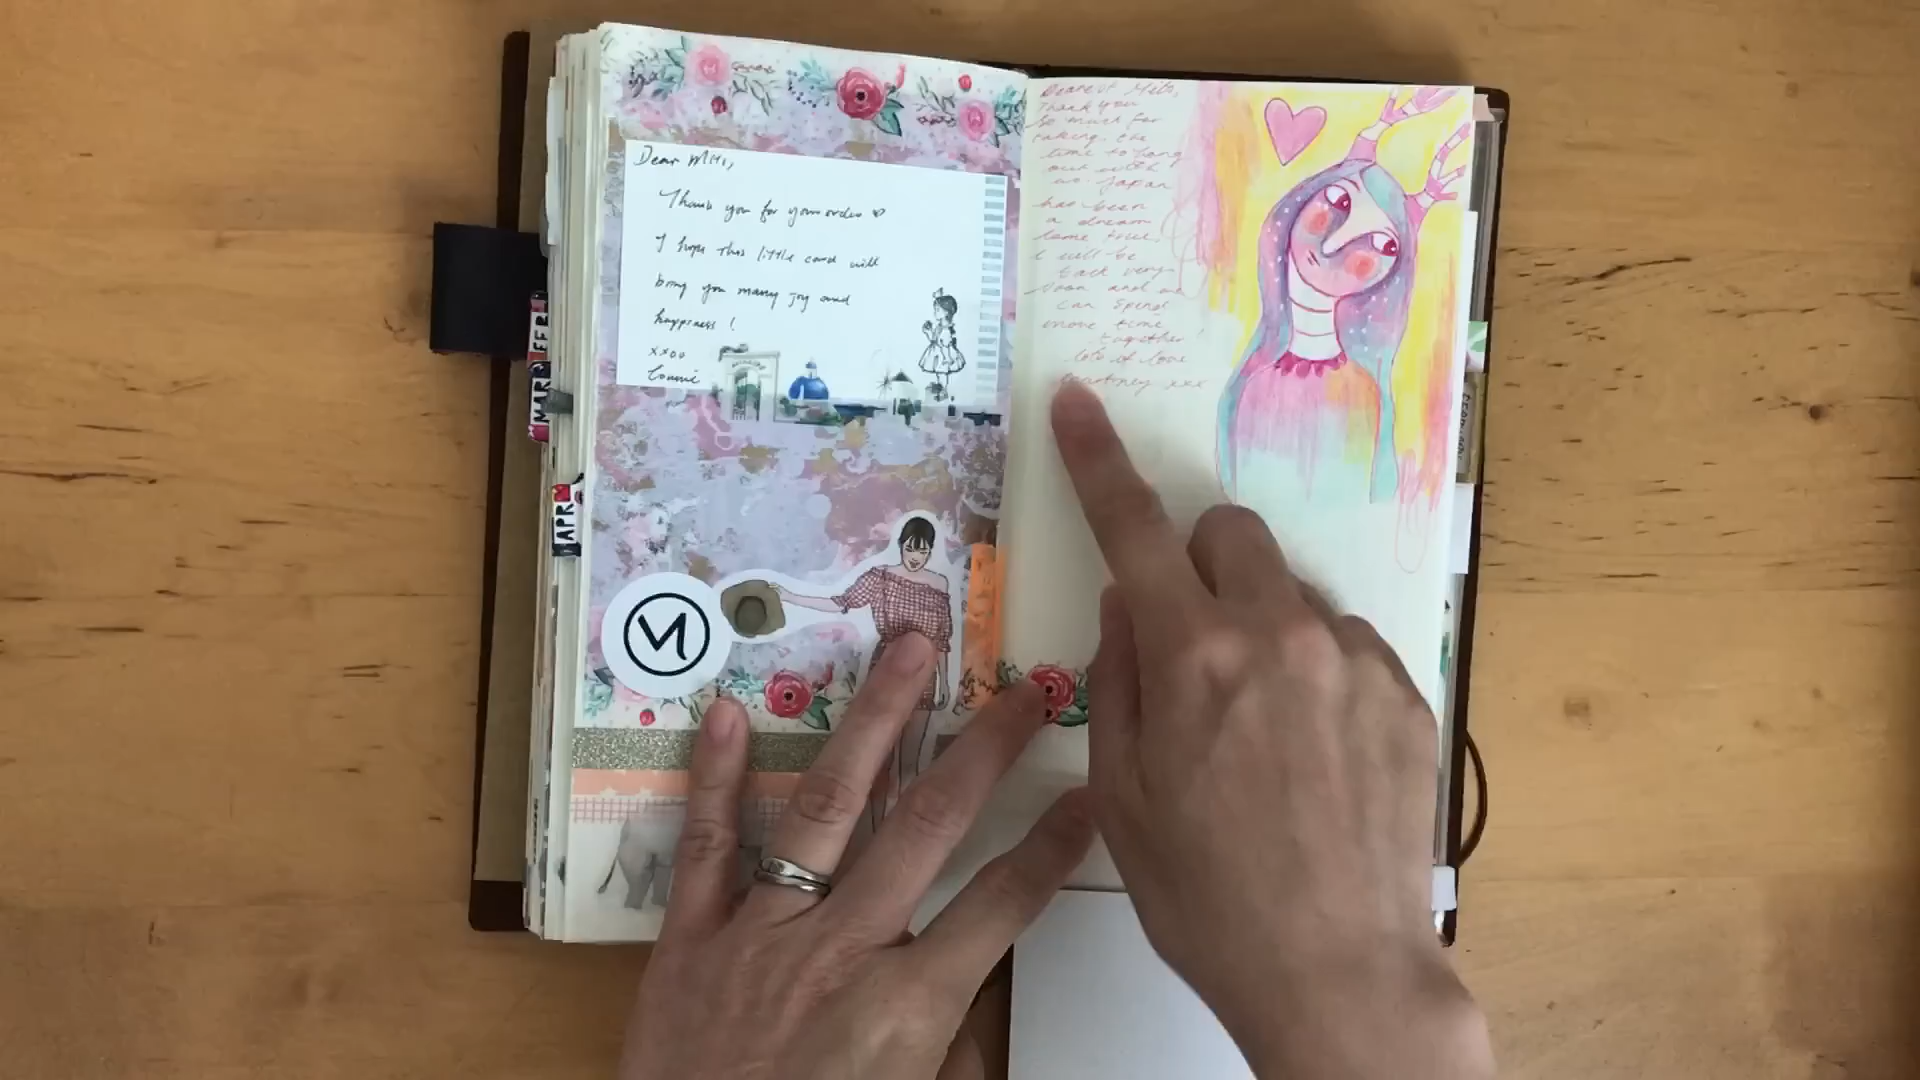 FEB
MAR
APR
Dear Miti,
Thank you for your order
I hope this little card will
bring you many joy and
happiness !
xxoo
Connie
Dearest Miti,
Thank you
so much for
taking the
time to hang
out with
us. Japan
has been
a dream
come true.
I will be
back very
soon and we
can spend
more time
together !
lots of love
Courtney xxx